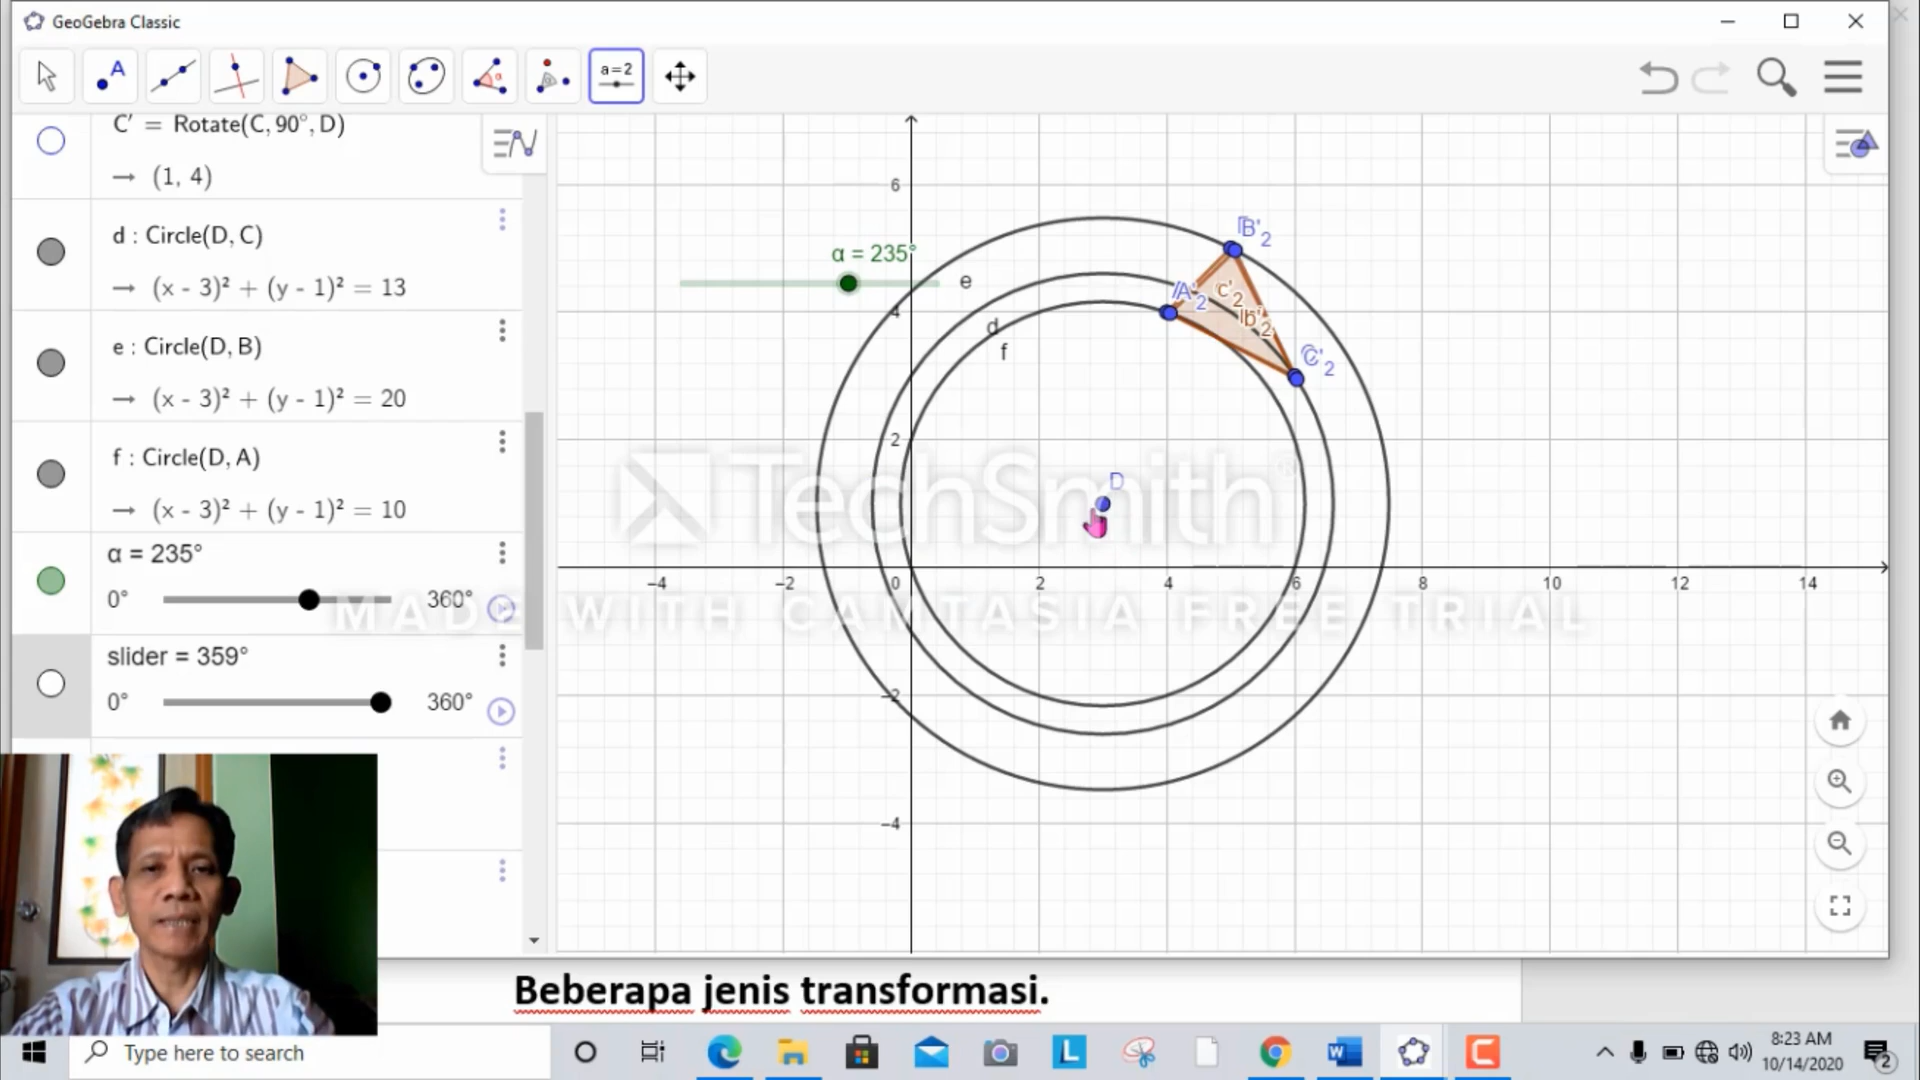 GeoGebra Classic
A
a=2
C′ = Rotate(C, 90°, D)
→ (1, 4)
d : Circle(D, C)
→ (x - 3)² + (y - 1)² = 13
e : Circle(D, B)
→ (x - 3)² + (y - 1)² = 20
f : Circle(D, A)
→ (x - 3)² + (y - 1)² = 10
α = 235°
0° 360°
slider = 359°
0° 360°
α = 235°
e
d
f
B'₂
A'₂
c'₂
b'₂
C'₂
D
6
4
2
−2
−4
−4 −2 0 2 4 6 8 10 12 14
TechSmith®
MADE WITH CAMTASIA FREE TRIAL
Beberapa jenis transformasi.
Type here to search
8:23 AM
10/14/2020
2